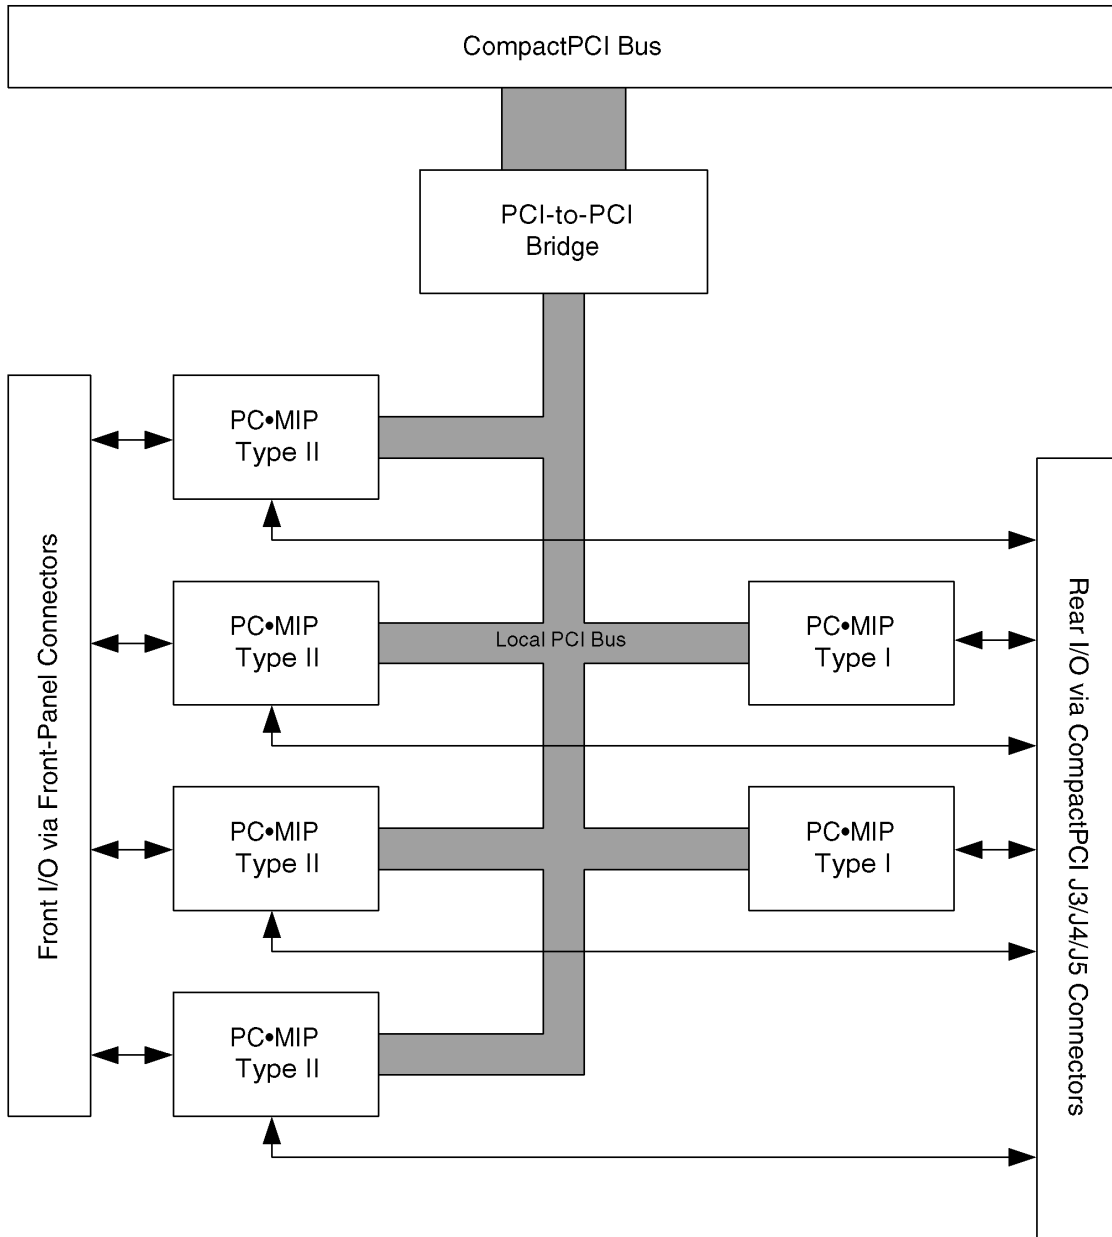 CompactPCI Bus
PCI-to-PCI
Bridge
Front I/O via Front-Panel Connectors
PC•MIP
Type II
PC•MIP
Type II
Local PCI Bus
PC•MIP
Type I
PC•MIP
Type II
PC•MIP
Type I
PC•MIP
Type II
Rear I/O via CompactPCI J3/J4/J5 Connectors